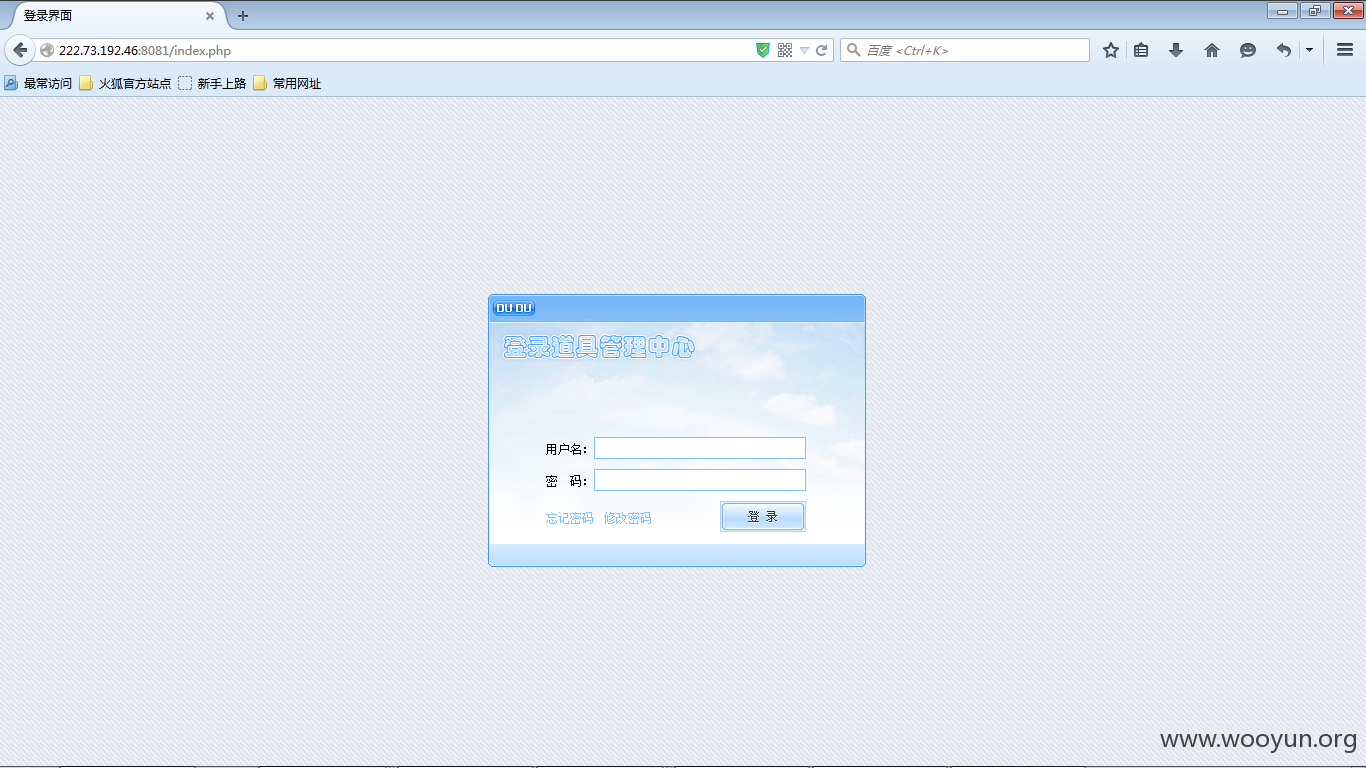 登录界面
222.73.192.46:8081/index.php
百度 <Ctrl+K>
最常访问 火狐官方站点 新手上路 常用网址
DU DU
登录道具管理中心
用户名:
密 码:
忘记密码 修改密码 登 录
www.wooyun.org